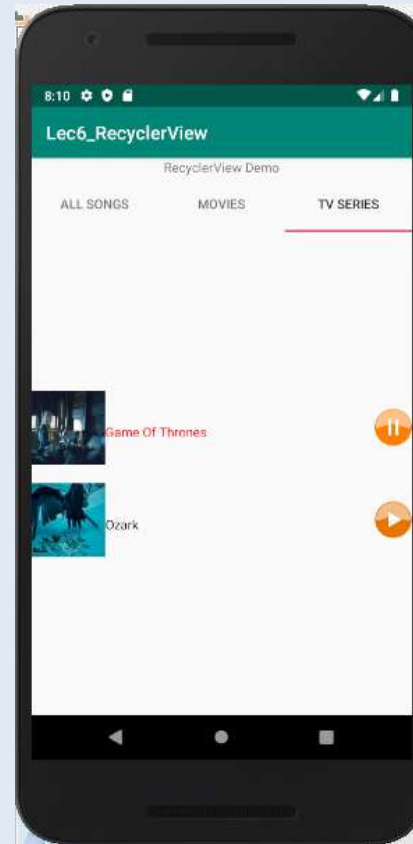 8:10
Lec6_RecyclerView
RecyclerView Demo
ALL SONGS MOVIES TV SERIES
Game Of Thrones
Ozark